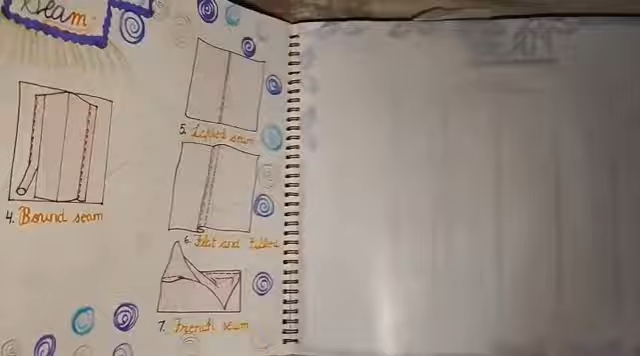 Seam
4. Bound seam
5. Lapped seam
6. Flat and Felled
7. French seam